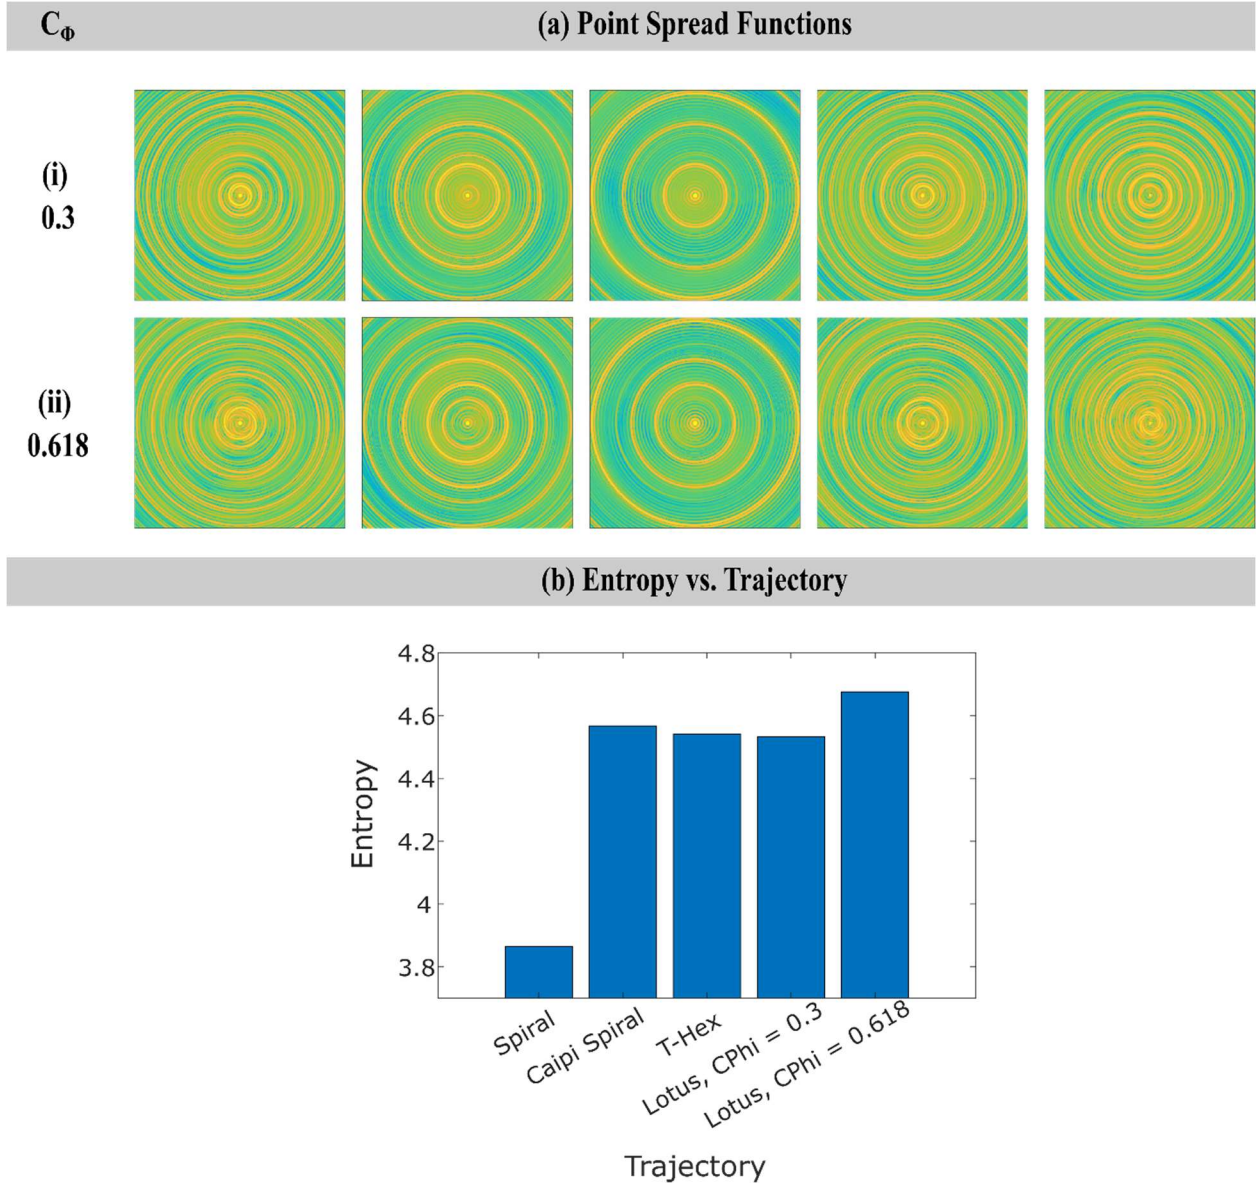 C_Φ (a) Point Spread Functions
(i)
0.3
(ii)
0.618
(b) Entropy vs. Trajectory
4.8
4.6
4.4
4.2
4
3.8
Entropy
Spiral
Caipi Spiral
T-Hex
Lotus, CPhi = 0.3
Lotus, CPhi = 0.618
Trajectory